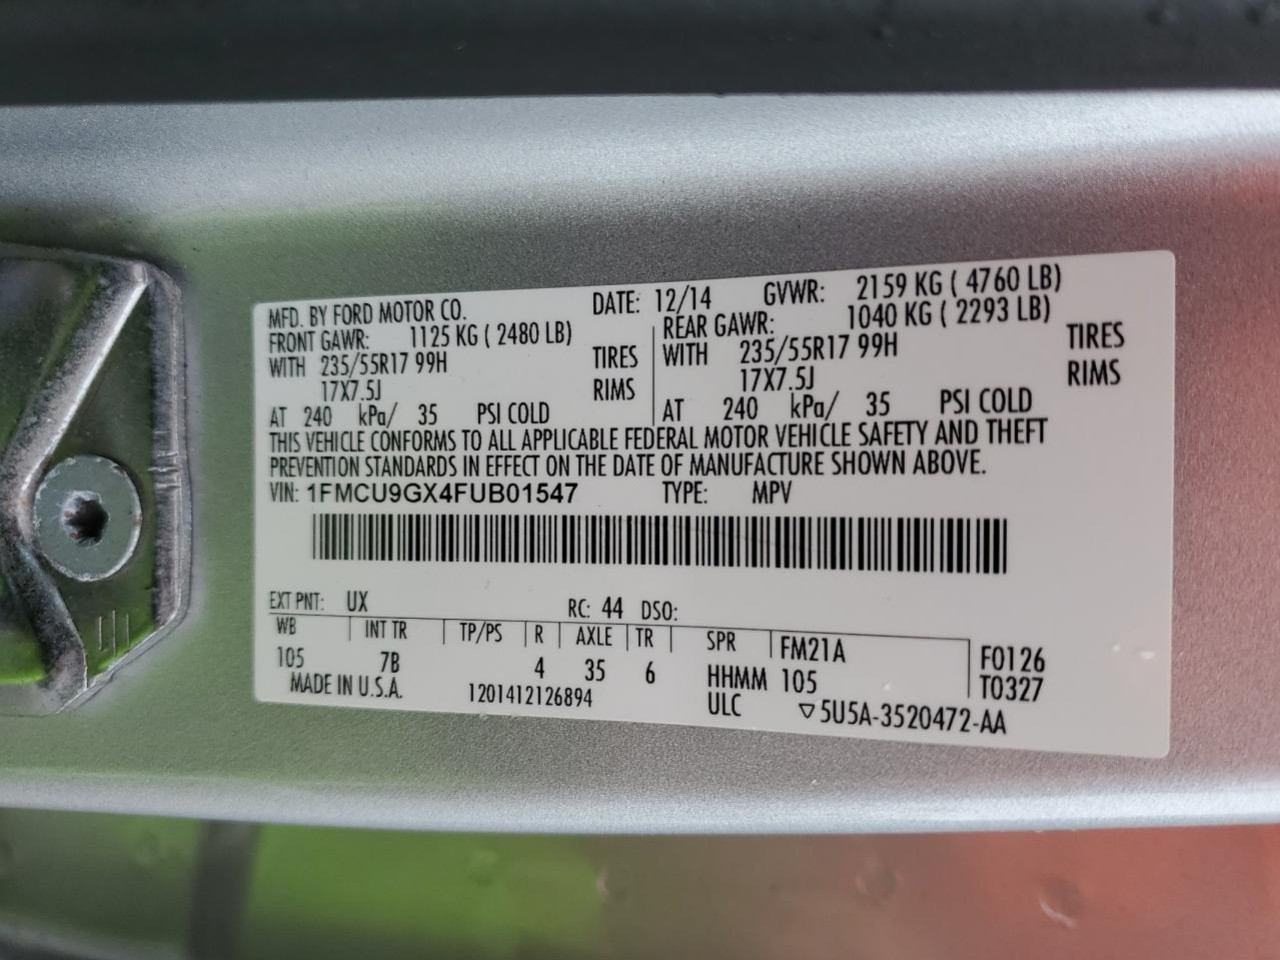 MFD. BY FORD MOTOR CO. DATE: 12/14 GVWR: 2159 KG ( 4760 LB)
FRONT GAWR: 1125 KG ( 2480 LB) REAR GAWR: 1040 KG ( 2293 LB)
WITH 235/55R17 99H TIRES WITH 235/55R17 99H TIRES
17X7.5J RIMS 17X7.5J RIMS
AT 240 kPa/ 35 PSI COLD AT 240 kPa/ 35 PSI COLD
THIS VEHICLE CONFORMS TO ALL APPLICABLE FEDERAL MOTOR VEHICLE SAFETY AND THEFT
PREVENTION STANDARDS IN EFFECT ON THE DATE OF MANUFACTURE SHOWN ABOVE.
VIN: 1FMCU9GX4FUB01547 TYPE: MPV
EXT PNT: UX RC: 44 DSO:
WB INT TR TP/PS R AXLE TR SPR FM21A F0126
105 7B 4 35 6 HHMM 105 T0327
MADE IN U.S.A. 1201412126894 ULC ▽5U5A-3520472-AA